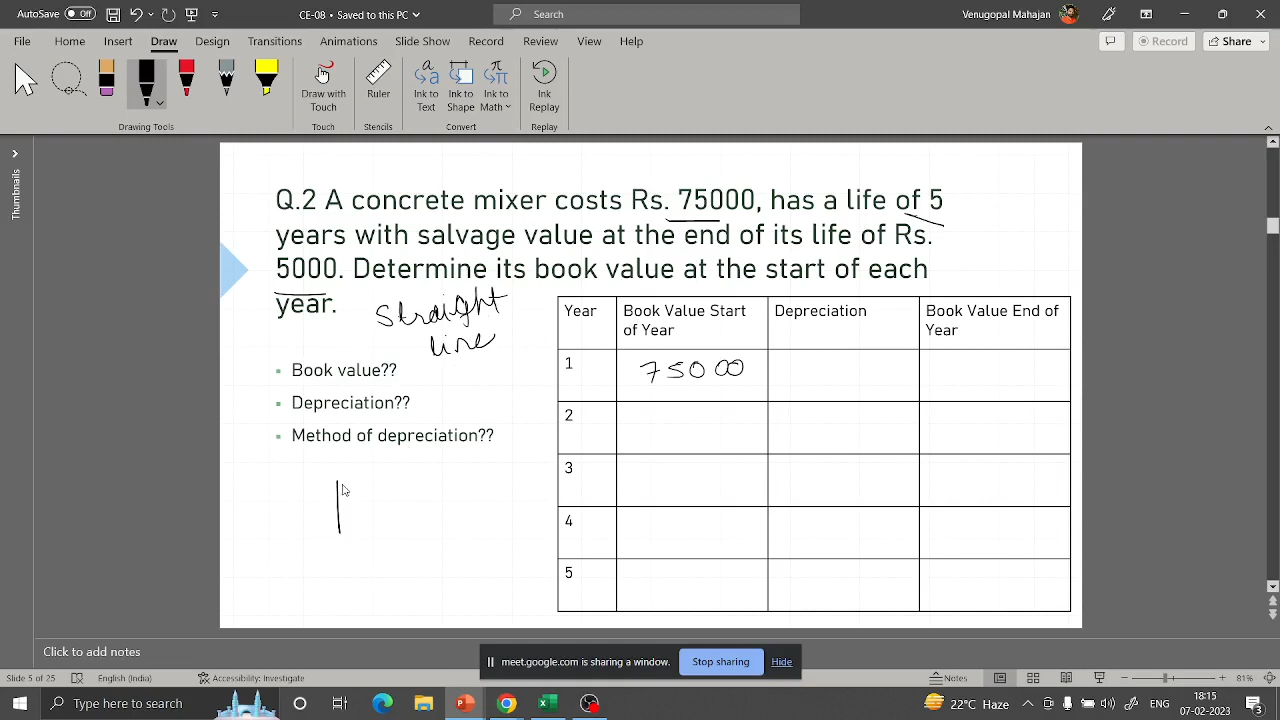 AutoSave Off CE-08 • Saved to this PC Search Venugopal Mahajan
File Home Insert Draw Design Transitions Animations Slide Show Record Review View Help Record Share
Draw with Touch
Ruler
Ink to Text
Ink to Shape
Ink to Math
Ink Replay
Drawing Tools Touch Stencils Convert Replay
Thumbnails
Q.2 A concrete mixer costs Rs. 75000, has a life of 5
years with salvage value at the end of its life of Rs.
5000. Determine its book value at the start of each
year.
Straight
line
Book value??
Depreciation??
Method of depreciation??
Year Book Value Start of Year Depreciation Book Value End of Year
1 75000
2
3
4
5
Click to add notes
meet.google.com is sharing a window. Stop sharing Hide
Slide 5 of 25 English (India) Accessibility: Investigate Notes 81%
Type here to search 22°C Haze ENG 18:15
07-02-2023